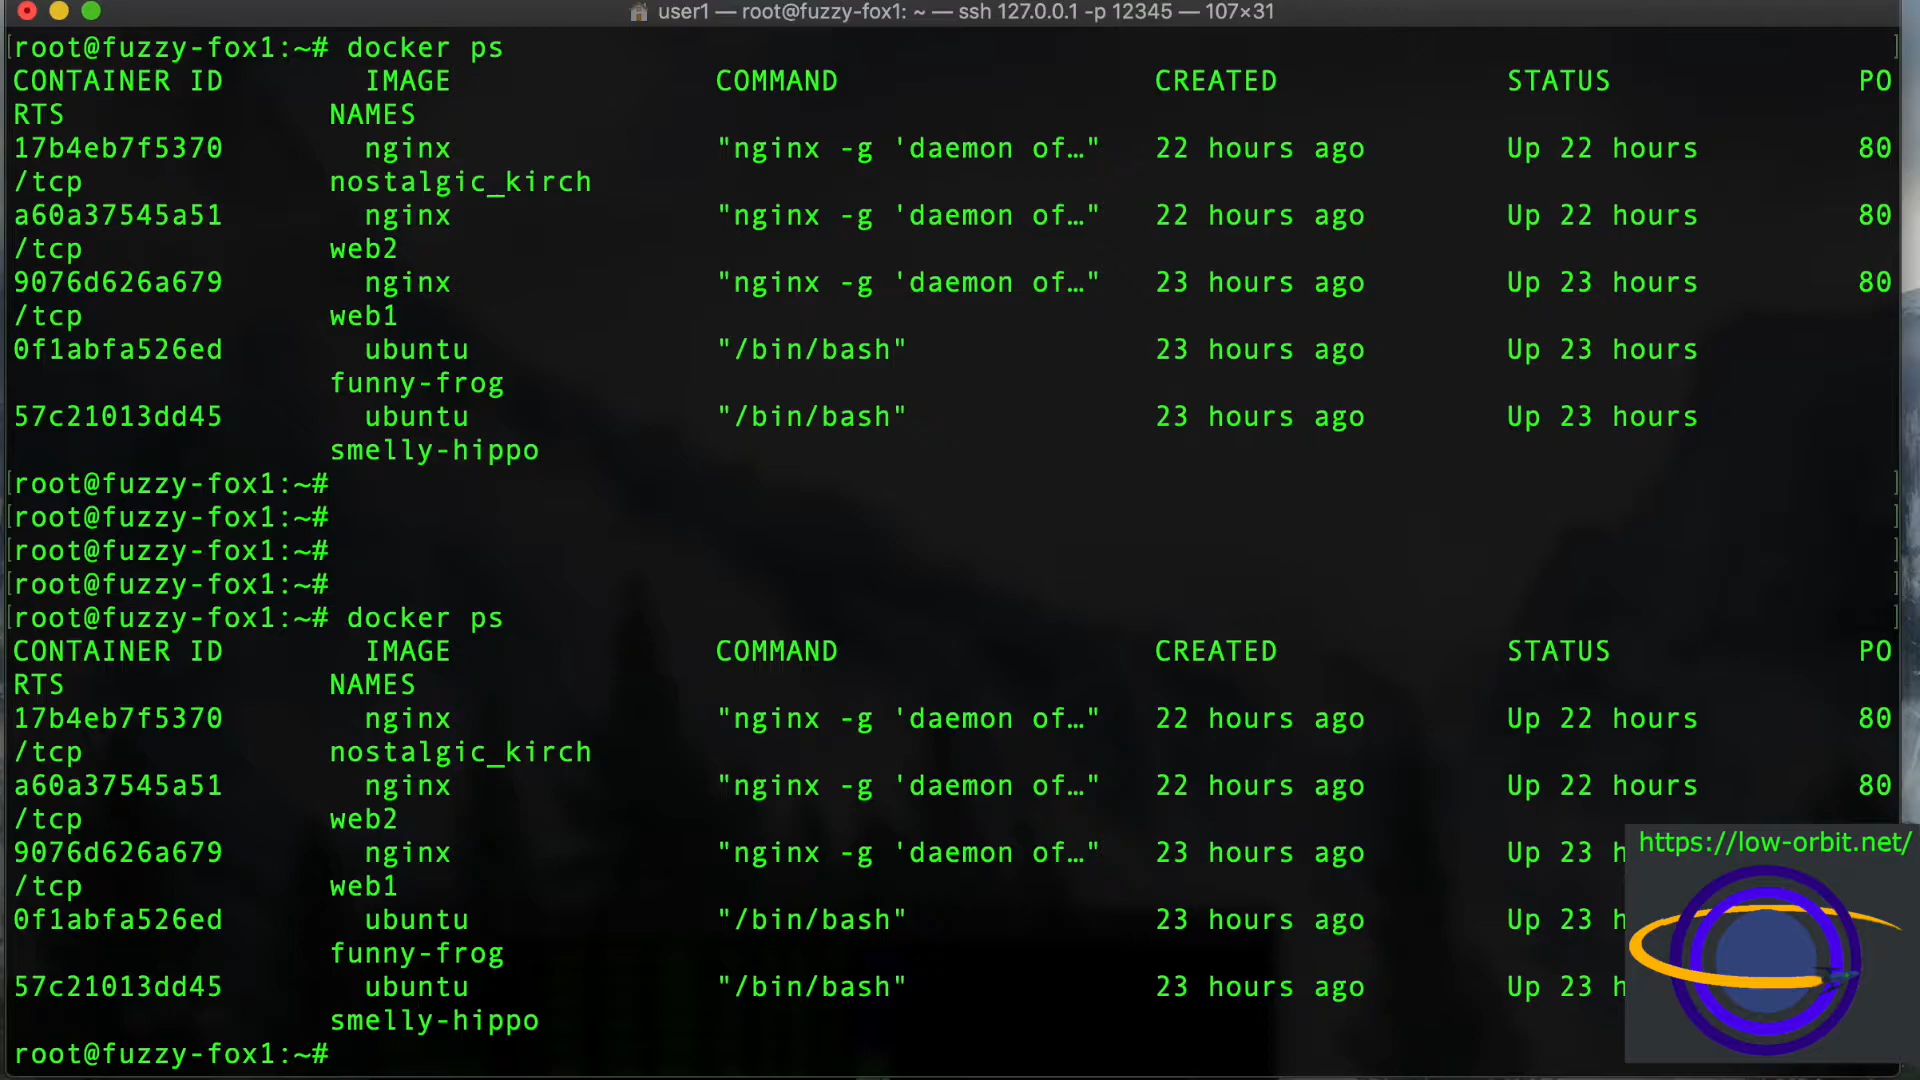 user1 — root@fuzzy-fox1: ~ — ssh 127.0.0.1 -p 12345 — 107×31
[root@fuzzy-fox1:~# docker ps ]
CONTAINER ID IMAGE COMMAND CREATED STATUS PO
RTS NAMES
17b4eb7f5370 nginx "nginx -g 'daemon of…" 22 hours ago Up 22 hours 80
/tcp nostalgic_kirch
a60a37545a51 nginx "nginx -g 'daemon of…" 22 hours ago Up 22 hours 80
/tcp web2
9076d626a679 nginx "nginx -g 'daemon of…" 23 hours ago Up 23 hours 80
/tcp web1
0f1abfa526ed ubuntu "/bin/bash" 23 hours ago Up 23 hours
funny-frog
57c21013dd45 ubuntu "/bin/bash" 23 hours ago Up 23 hours
smelly-hippo
[root@fuzzy-fox1:~# ]
[root@fuzzy-fox1:~# ]
[root@fuzzy-fox1:~# ]
[root@fuzzy-fox1:~# ]
[root@fuzzy-fox1:~# docker ps ]
CONTAINER ID IMAGE COMMAND CREATED STATUS PO
RTS NAMES
17b4eb7f5370 nginx "nginx -g 'daemon of…" 22 hours ago Up 22 hours 80
/tcp nostalgic_kirch
a60a37545a51 nginx "nginx -g 'daemon of…" 22 hours ago Up 22 hours 80
/tcp web2
9076d626a679 nginx "nginx -g 'daemon of…" 23 hours ago Up 23 h
/tcp web1
0f1abfa526ed ubuntu "/bin/bash" 23 hours ago Up 23 h
funny-frog
57c21013dd45 ubuntu "/bin/bash" 23 hours ago Up 23 h
smelly-hippo
root@fuzzy-fox1:~#
https://low-orbit.net/